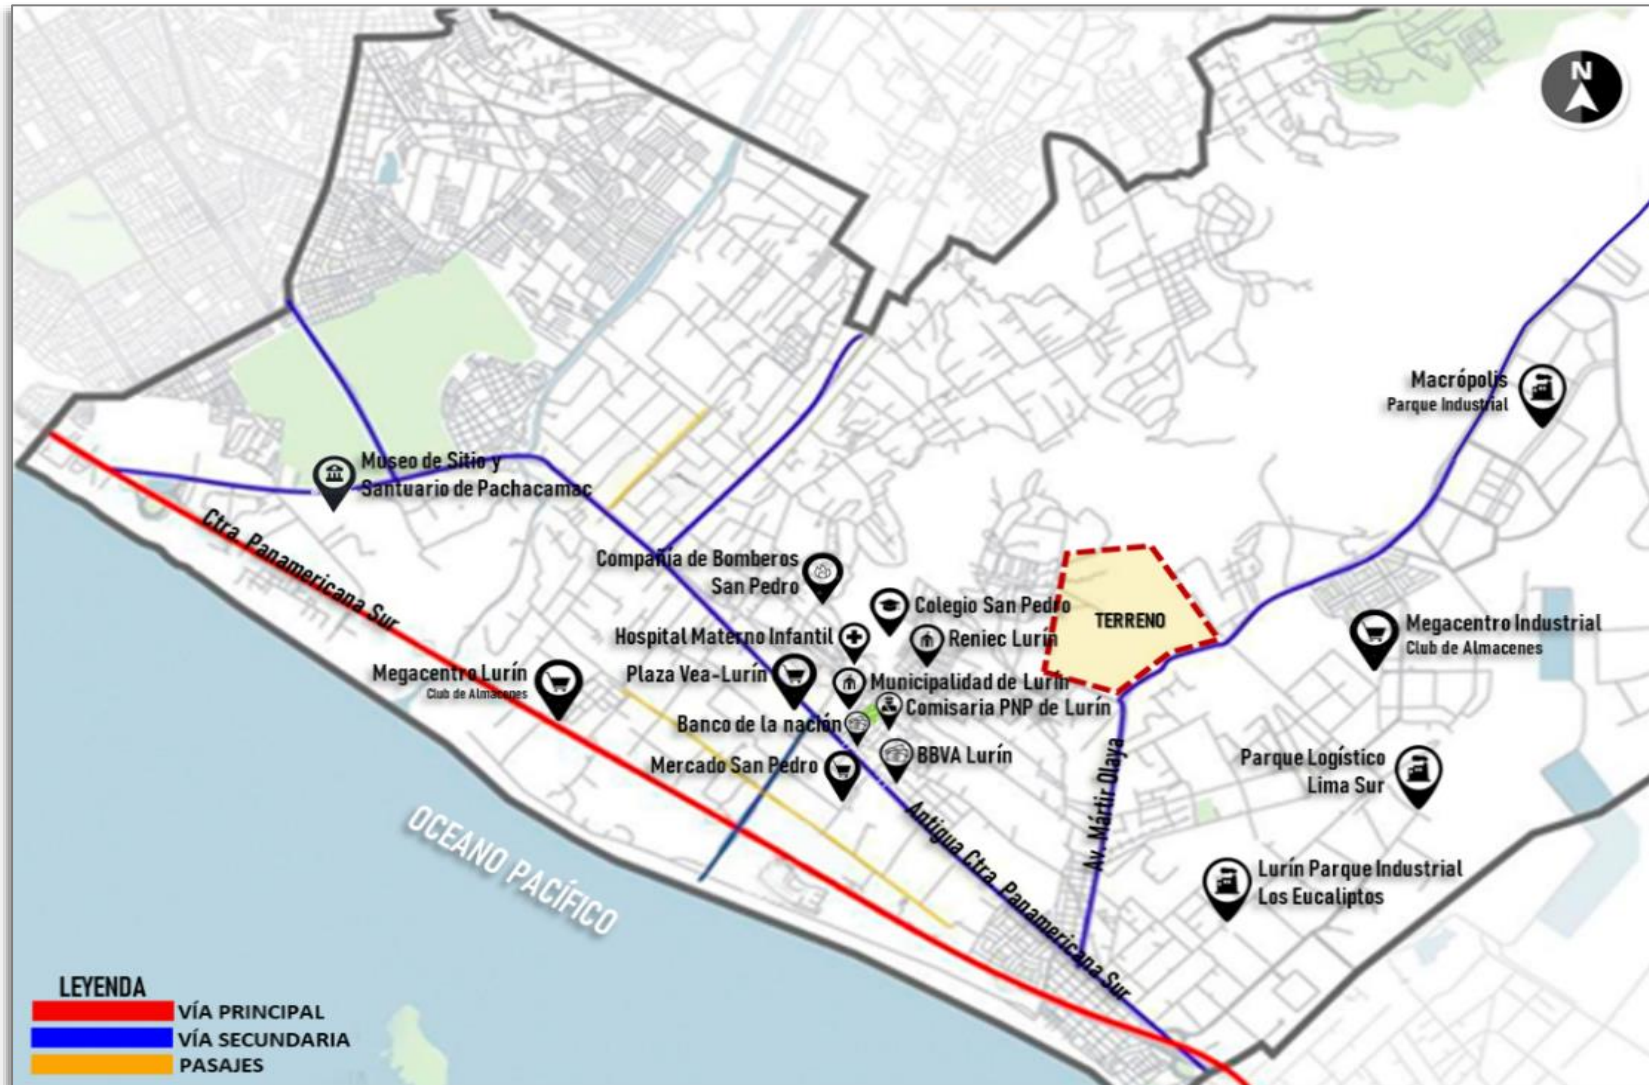 N
Macrópolis
Parque Industrial
Museo de Sitio y
Santuario de Pachacamac
Ctra. Panamericana Sur
Compañia de Bomberos
San Pedro
Colegio San Pedro
TERRENO
Hospital Materno Infantil
Reniec Lurín
Megacentro Industrial
Club de Almacenes
Megacentro Lurín
Club de Almacenes
Plaza Vea-Lurín
Municipalidad de Lurín
Comisaria PNP de Lurín
Banco de la nación
BBVA Lurín
Mercado San Pedro
Parque Logístico
Lima Sur
Av. Mártir Olaya
Antigua Ctra. Panamericana Sur
OCEANO PACÍFICO
Lurín Parque Industrial
Los Eucaliptos
LEYENDA
VÍA PRINCIPAL
VÍA SECUNDARIA
PASAJES